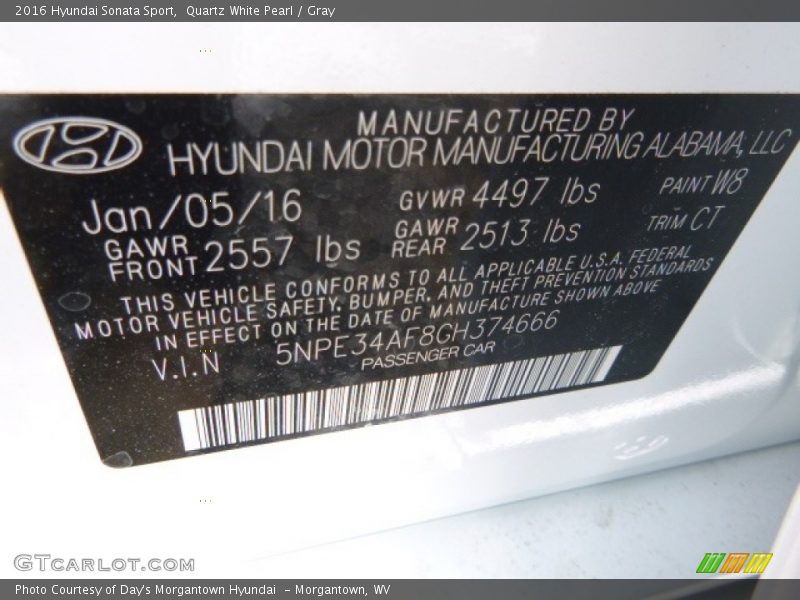 2016 Hyundai Sonata Sport,  Quartz White Pearl / Gray
MANUFACTURED BY
HYUNDAI MOTOR MANUFACTURING ALABAMA, LLC
Jan/05/16 GVWR 4497 lbs PAINT W8
GAWR FRONT 2557 lbs GAWR REAR 2513 lbs TRIM CT
THIS VEHICLE CONFORMS TO ALL APPLICABLE U.S.A. FEDERAL
MOTOR VEHICLE SAFETY, BUMPER, AND THEFT PREVENTION STANDARDS
IN EFFECT ON THE DATE OF MANUFACTURE SHOWN ABOVE
V.I.N 5NPE34AF8GH374666
PASSENGER CAR
GTCARLOT.COM
Photo Courtesy of Day's Morgantown Hyundai  - Morgantown, WV